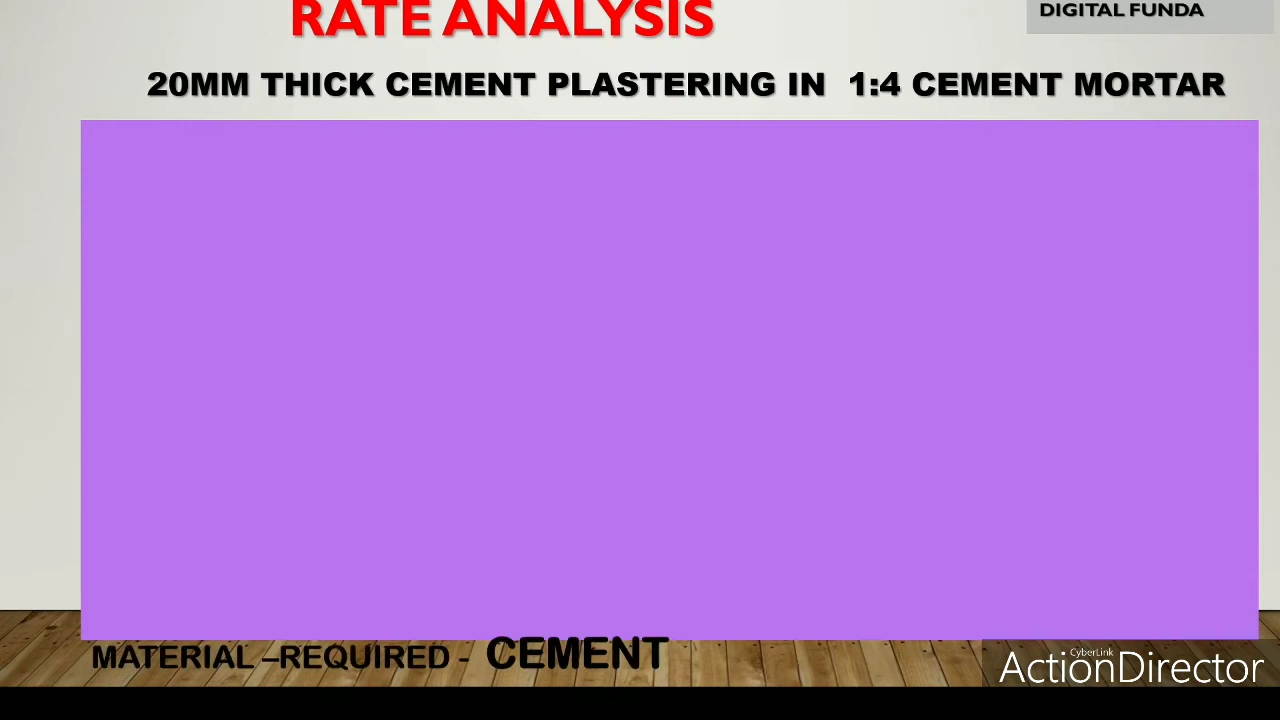 RATE ANALYSIS
DIGITAL FUNDA
20MM THICK CEMENT PLASTERING IN 1:4 CEMENT MORTAR
MATERIAL –REQUIRED - CEMENT
CyberLink
ActionDirector